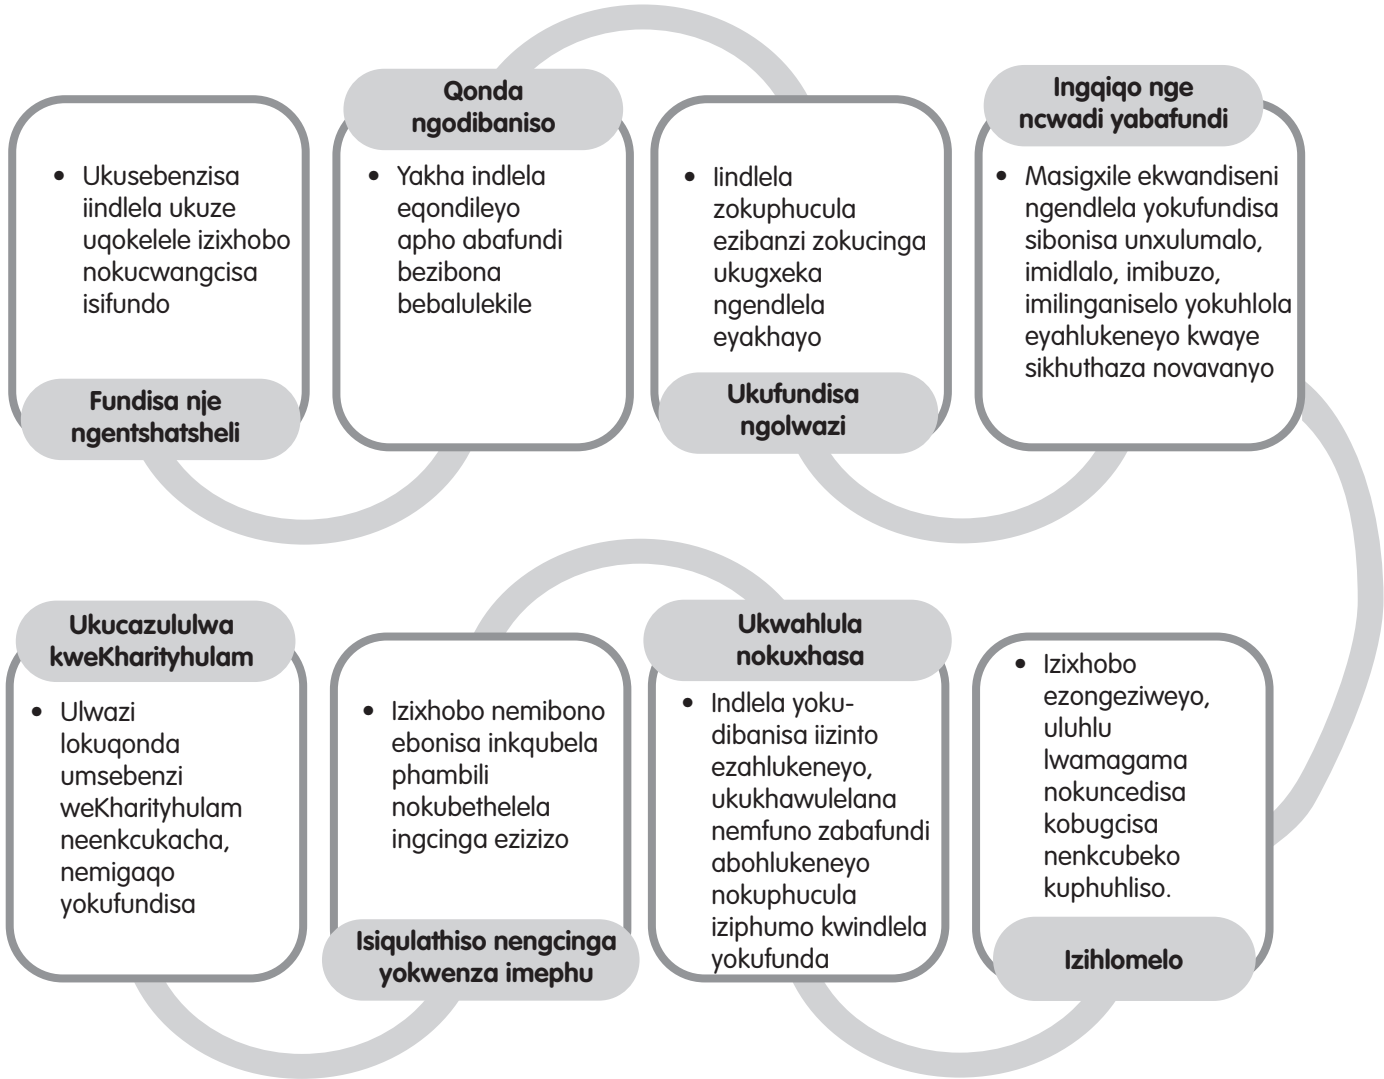 Ukusebenzisa
iindlela ukuze
uqokelele izixhobo
nokucwangcisa
isifundo
Fundisa nje
ngentshatsheli
Qonda
ngodibaniso
Yakha indlela
eqondileyo
apho abafundi
bezibona
bebalulekile
Iindlela
zokuphucula
ezibanzi zokucinga
ukugxeka
ngendlela
eyakhayo
Ukufundisa
ngolwazi
Ingqiqo nge
ncwadi yabafundi
Masigxile ekwandiseni
ngendlela yokufundisa
sibonisa unxulumalo,
imidlalo, imibuzo,
imilinganiselo yokuhlola
eyahlukeneyo kwaye
sikhuthaza novavanyo
Ukucazululwa
kweKharityhulam
Ulwazi
lokuqonda
umsebenzi
weKharityhulam
neenkcukacha,
nemigaqo
yokufundisa
Izixhobo nemibono
ebonisa inkqubela
phambili
nokubethelela
ingcinga ezizizo
Isiqulathiso nengcinga
yokwenza imephu
Ukwahlula
nokuxhasa
Indlela yoku-
dibanisa iizinto
ezahlukeneyo,
ukukhawulelana
nemfuno zabafundi
abohlukeneyo
nokuphucula
iziphumo kwindlela
yokufunda
Izixhobo
ezongeziweyo,
uluhlu
lwamagama
nokuncedisa
kobugcisa
nenkcubeko
kuphuhliso.
Izihlomelo